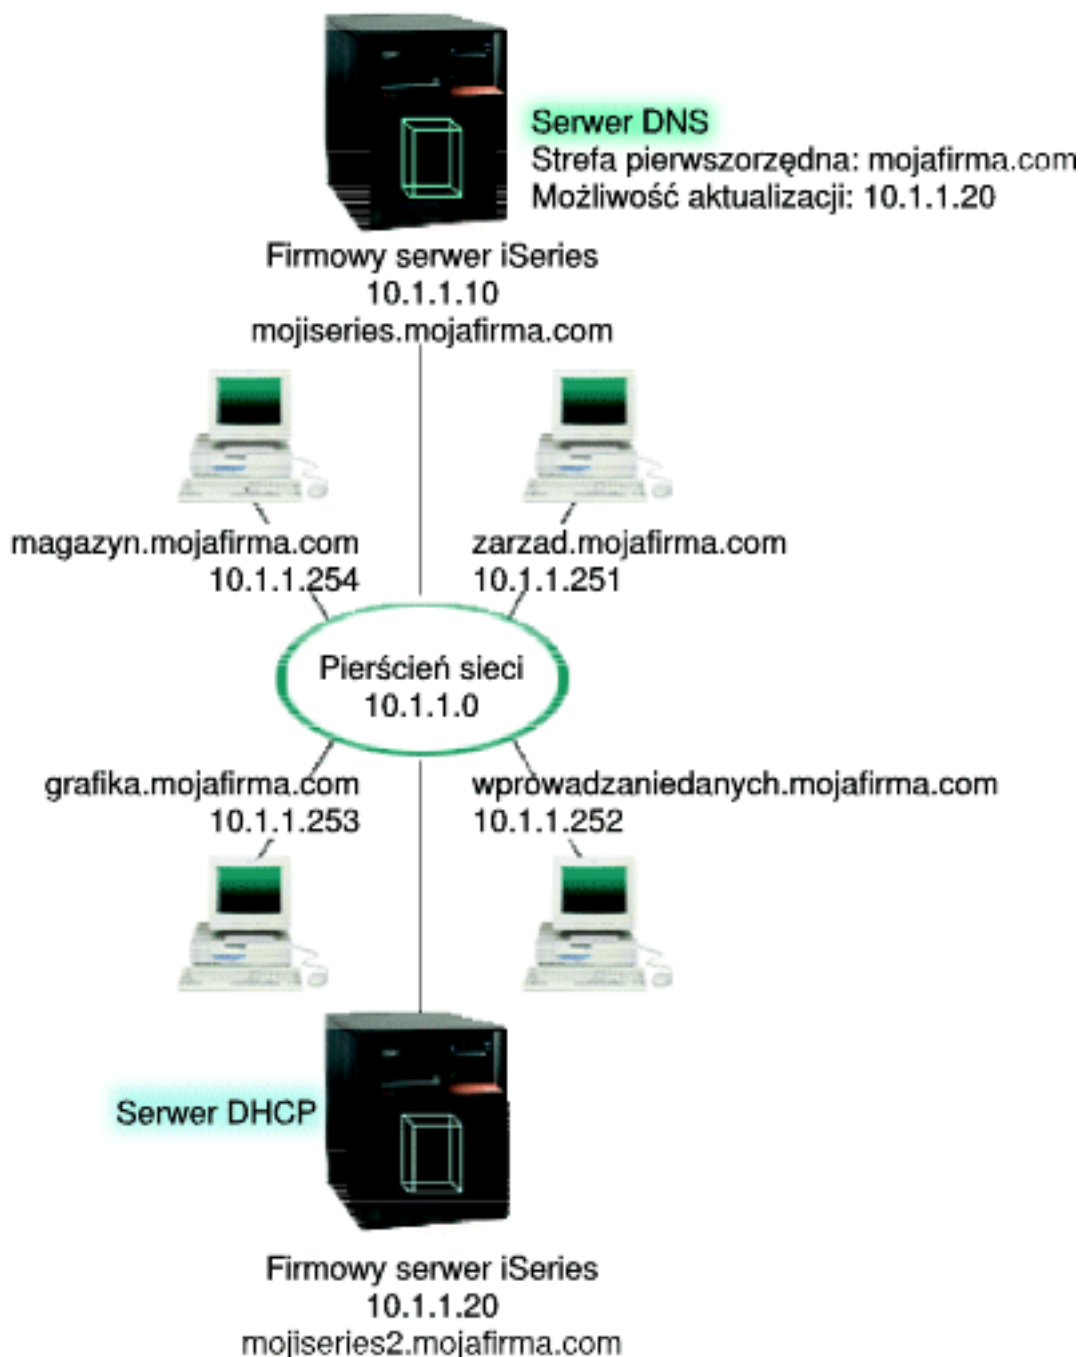 Serwer DNS
Strefa pierwszorzędna: mojafirma.com
Możliwość aktualizacji: 10.1.1.20
Firmowy serwer iSeries
10.1.1.10
mojiseries.mojafirma.com
magazyn.mojafirma.com
10.1.1.254
zarzad.mojafirma.com
10.1.1.251
Pierścień sieci
10.1.1.0
grafika.mojafirma.com
10.1.1.253
wprowadzaniedanych.mojafirma.com
10.1.1.252
Serwer DHCP
Firmowy serwer iSeries
10.1.1.20
mojiseries2.mojafirma.com